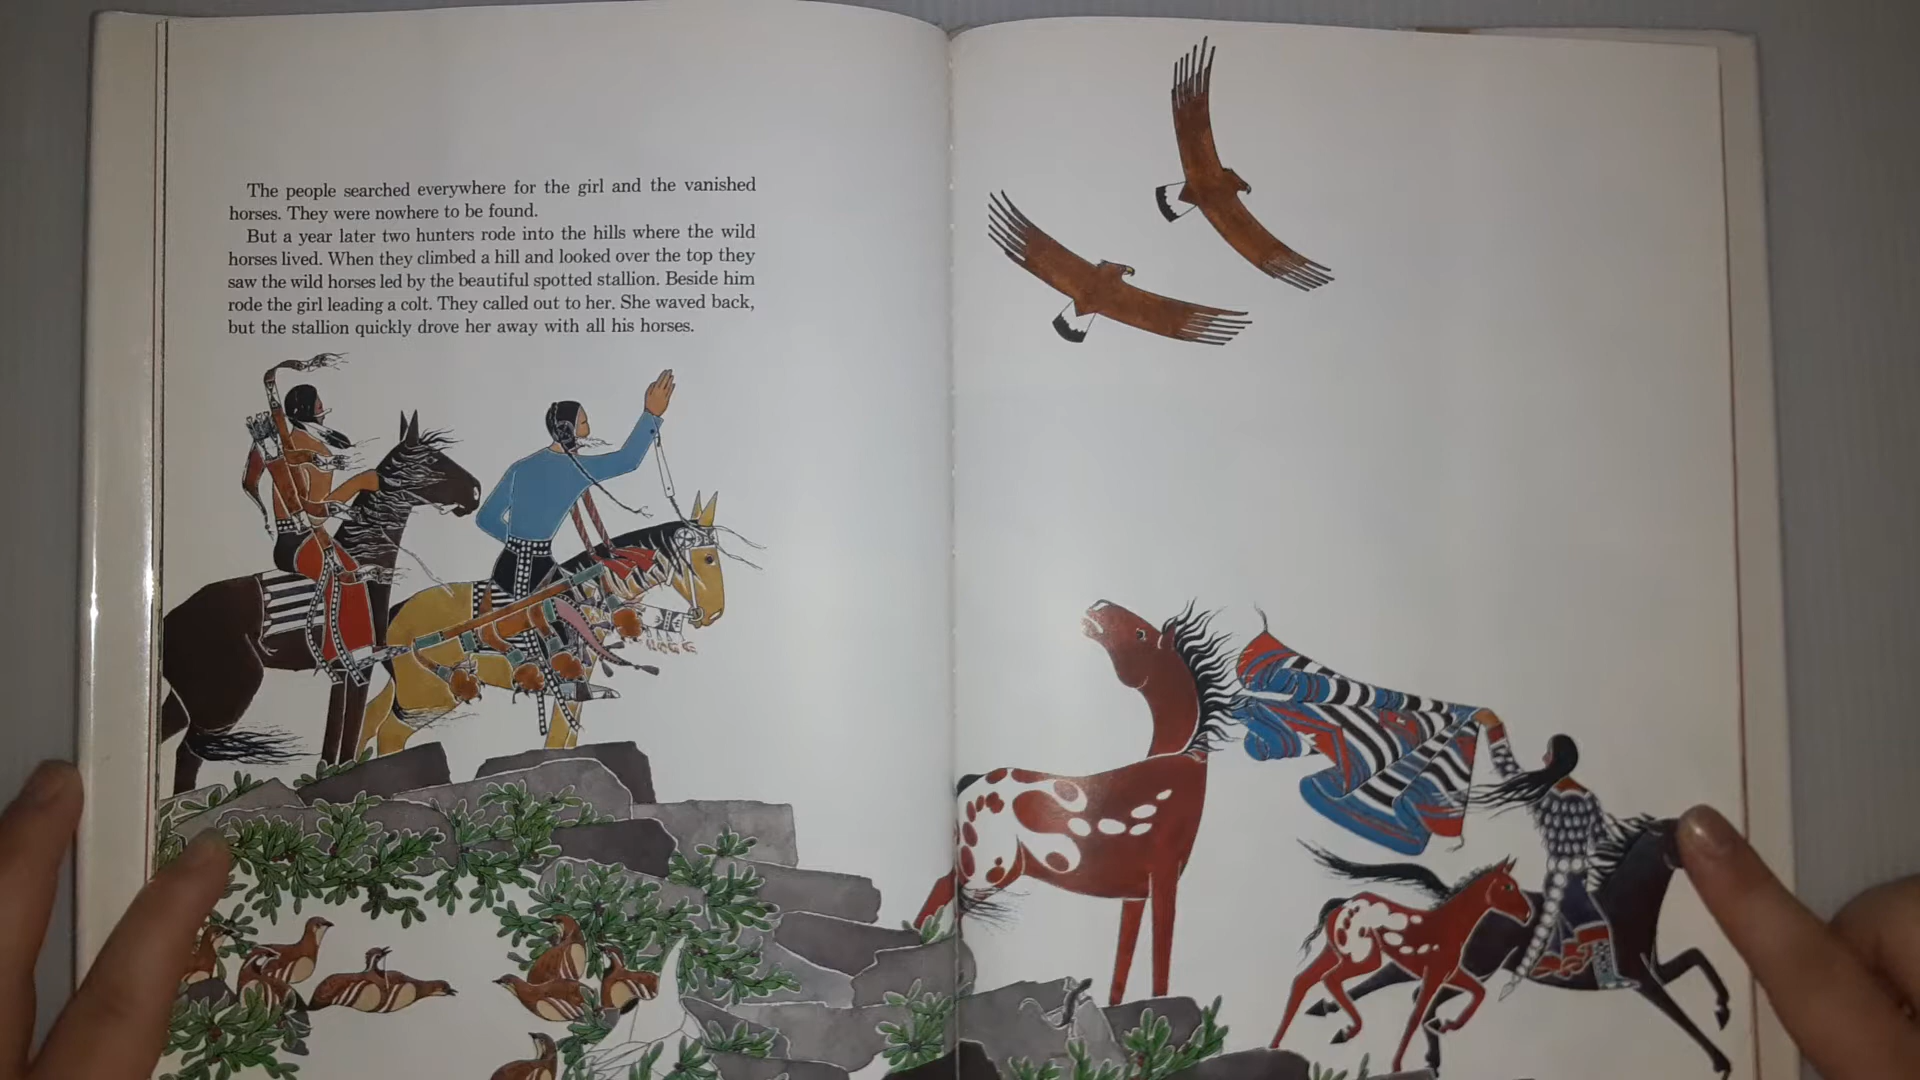 The people searched everywhere for the girl and the vanished
horses. They were nowhere to be found.
But a year later two hunters rode into the hills where the wild
horses lived. When they climbed a hill and looked over the top they
saw the wild horses led by the beautiful spotted stallion. Beside him
rode the girl leading a colt. They called out to her. She waved back,
but the stallion quickly drove her away with all his horses.